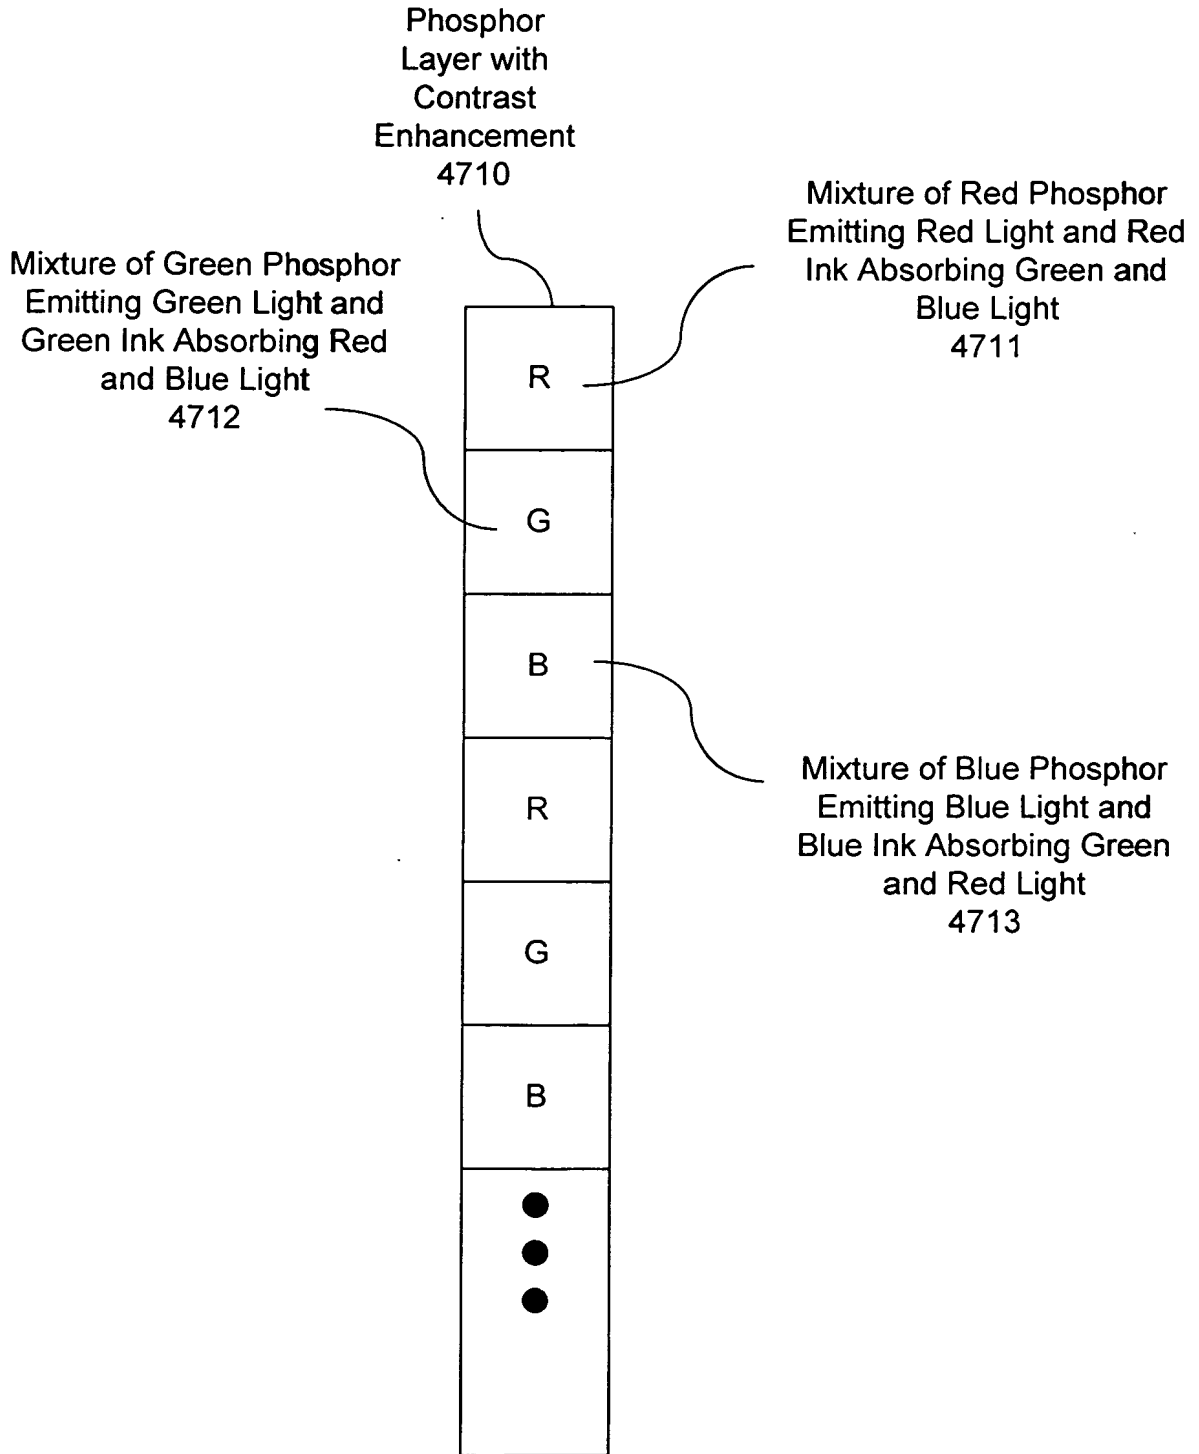 Phosphor
Layer with
Contrast
Enhancement
4710
Mixture of Red Phosphor
Emitting Red Light and Red
Ink Absorbing Green and
Blue Light
4711
Mixture of Green Phosphor
Emitting Green Light and
Green Ink Absorbing Red
and Blue Light
4712
R
G
B
R
G
B
Mixture of Blue Phosphor
Emitting Blue Light and
Blue Ink Absorbing Green
and Red Light
4713